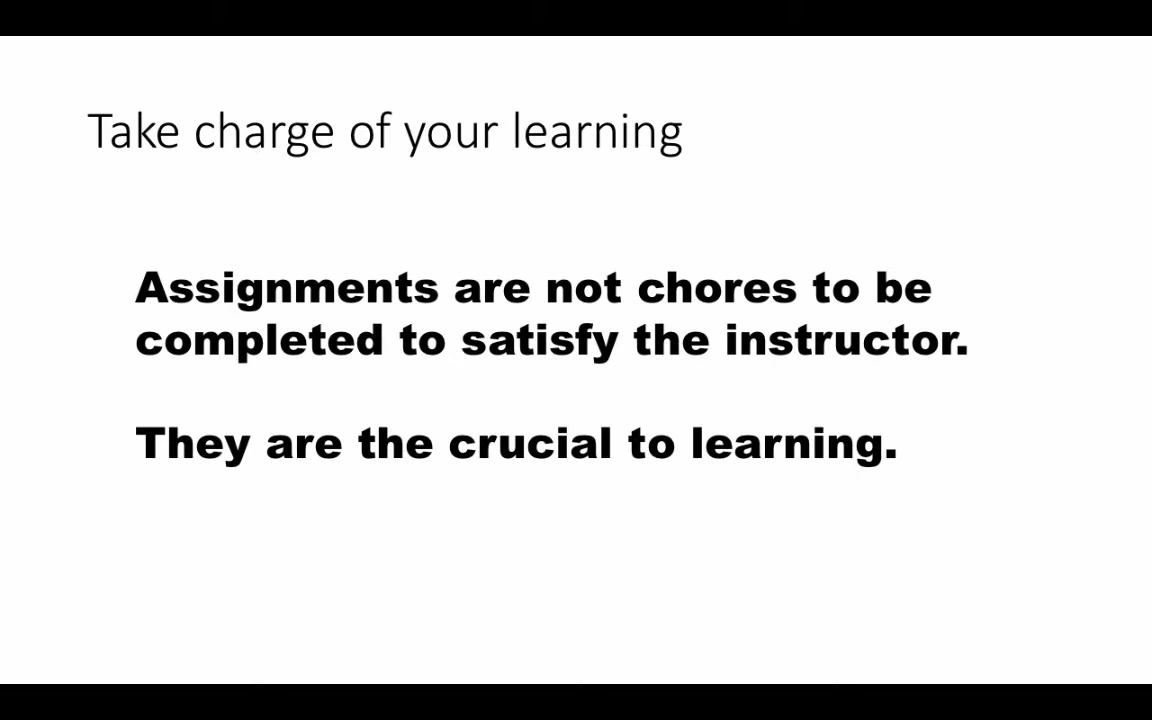 Take charge of your learning
Assignments are not chores to be
completed to satisfy the instructor.
They are the crucial to learning.